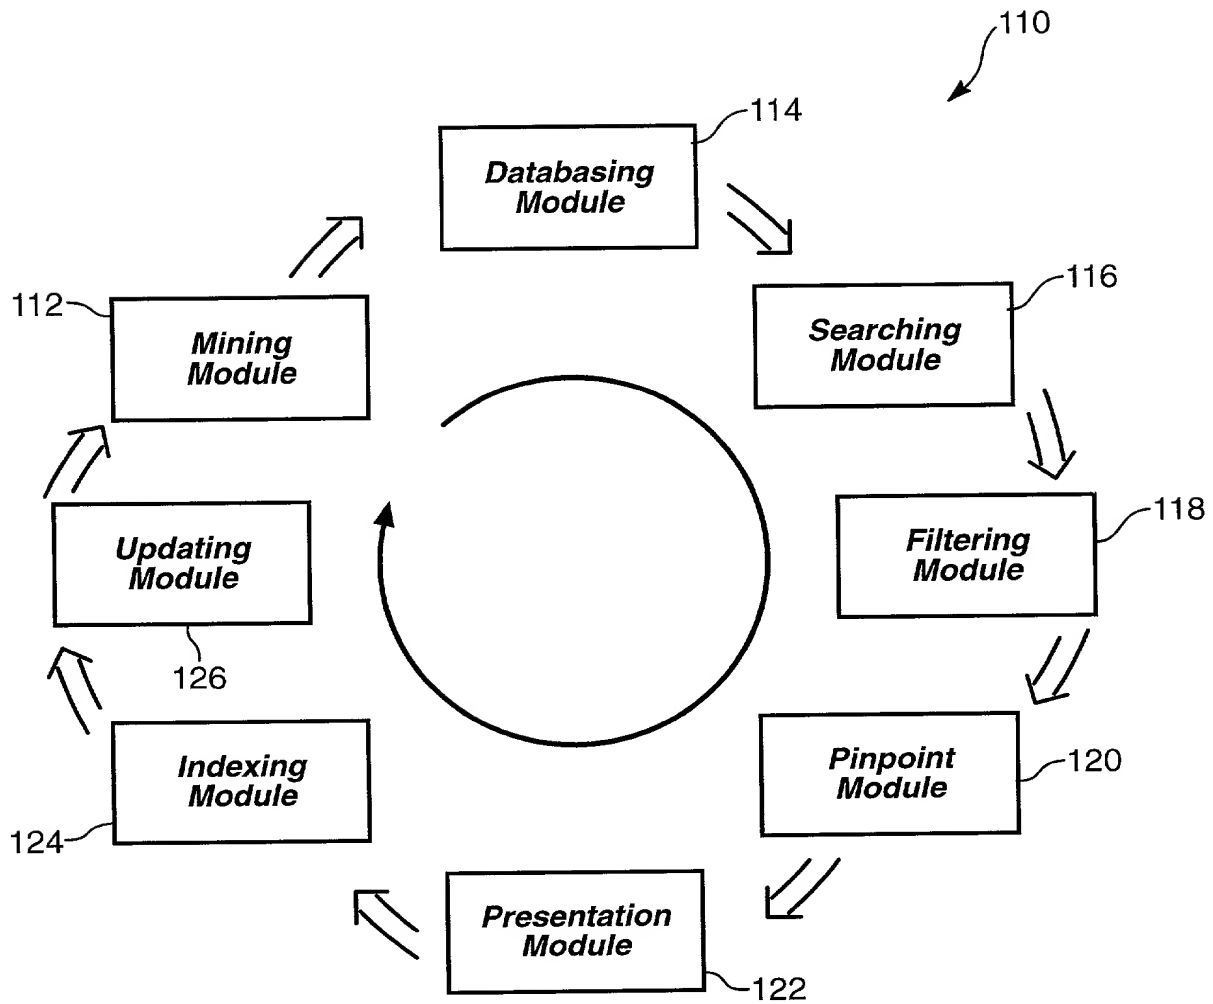 110
114
Databasing
Module
116
112
Searching
Module
Mining
Module
118
Filtering
Module
Updating
Module
126
120
Pinpoint
Module
Indexing
Module
124
Presentation
Module
122